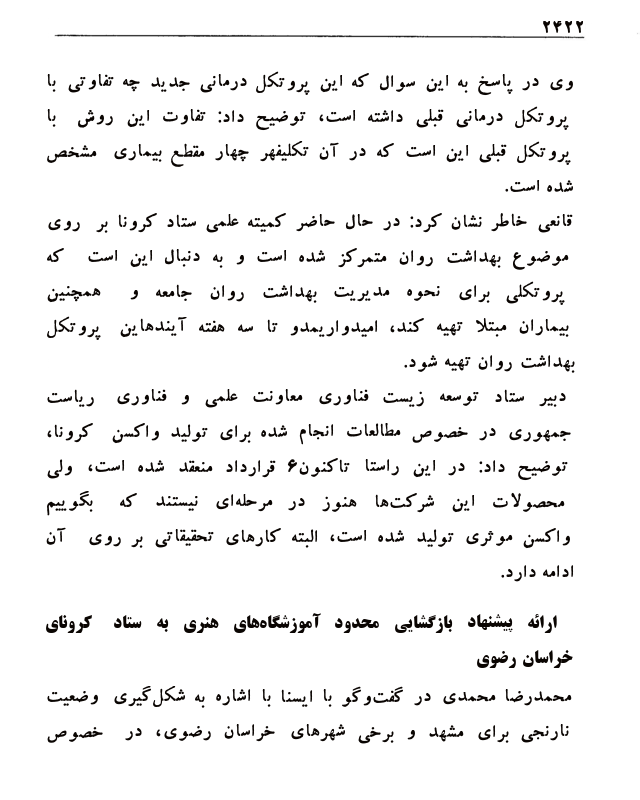 ۲۴۲۲
وی در پاسخ به این سوال که این پروتکل درمانی جدید چه تفاوتی با
پروتکل درمانی قبلی داشته است، توضیح داد: تفاوت این روش با
پروتکل قبلی این است که در آن تکلیفهر چهار مقطع بیماری مشخص
شده است.
قانعی خاطر نشان کرد: در حال حاضر کمیته علمی ستاد کرونا بر روی
موضوع بهداشت روان متمرکز شده است و به دنبال این است که
پروتکلی برای نحوه مدیریت بهداشت روان جامعه و همچنین
بیماران مبتلا تهیه کند، امیدواریمدو تا سه هفته آیندهاین پروتکل
بهداشت روان تهیه شود.
دبیر ستاد توسعه زیست فناوری معاونت علمی و فناوری ریاست
جمهوری در خصوص مطالعات انجام شده برای تولید واکسن کرونا،
توضیح داد: در این راستا تاکنون۶ قرارداد منعقد شده است، ولی
محصولات این شرکت‌ها هنوز در مرحله‌ای نیستند که بگوییم
واکسن موثری تولید شده است، البته کارهای تحقیقاتی بر روی آن
ادامه دارد.
ارائه پیشنهاد بازگشایی محدود آموزشگاه‌های هنری به ستاد کرونای
خراسان رضوی
محمدرضا محمدی در گفت‌وگو با ایسنا با اشاره به شکل‌گیری وضعیت
نارنجی برای مشهد و برخی شهرهای خراسان رضوی، در خصوص